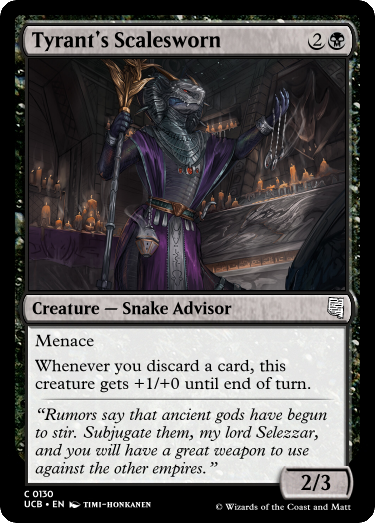 Tyrant's Scalesworn 2
Creature — Snake Advisor
Menace
Whenever you discard a card, this
creature gets +1/+0 until end of turn.
“Rumors say that ancient gods have begun
to stir. Subjugate them, my lord Selezzar,
and you will have a great weapon to use
against the other empires.”
2/3
C 0130
UCB • EN TIMI-HONKANEN
© Wizards of the Coast and Matt